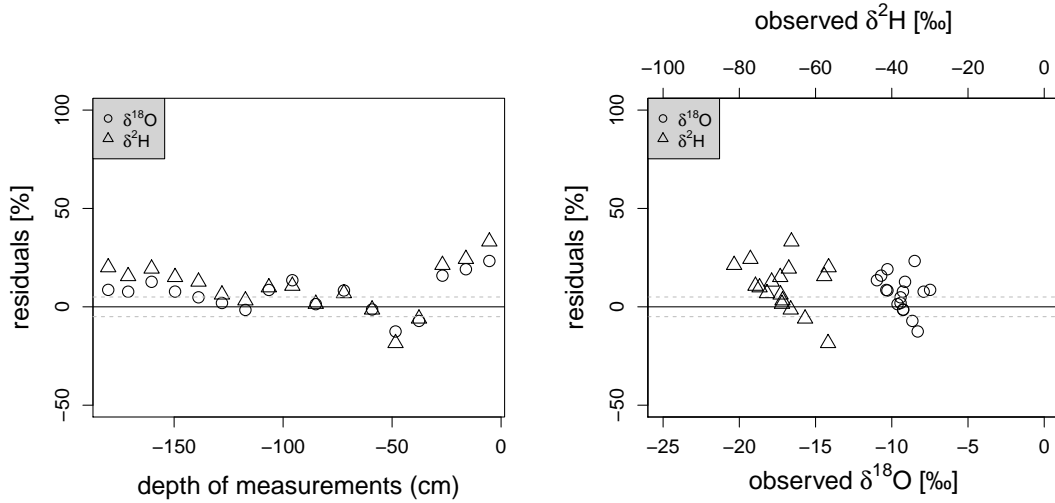 100
50
0
−50
residuals [%]
δ¹⁸O
δ²H
−150 −100 −50 0
depth of measurements (cm)
observed δ²H [‰]
−100 −80 −60 −40 −20 0
100
50
0
−50
residuals [%]
δ¹⁸O
δ²H
−25 −20 −15 −10 −5 0
observed δ¹⁸O [‰]